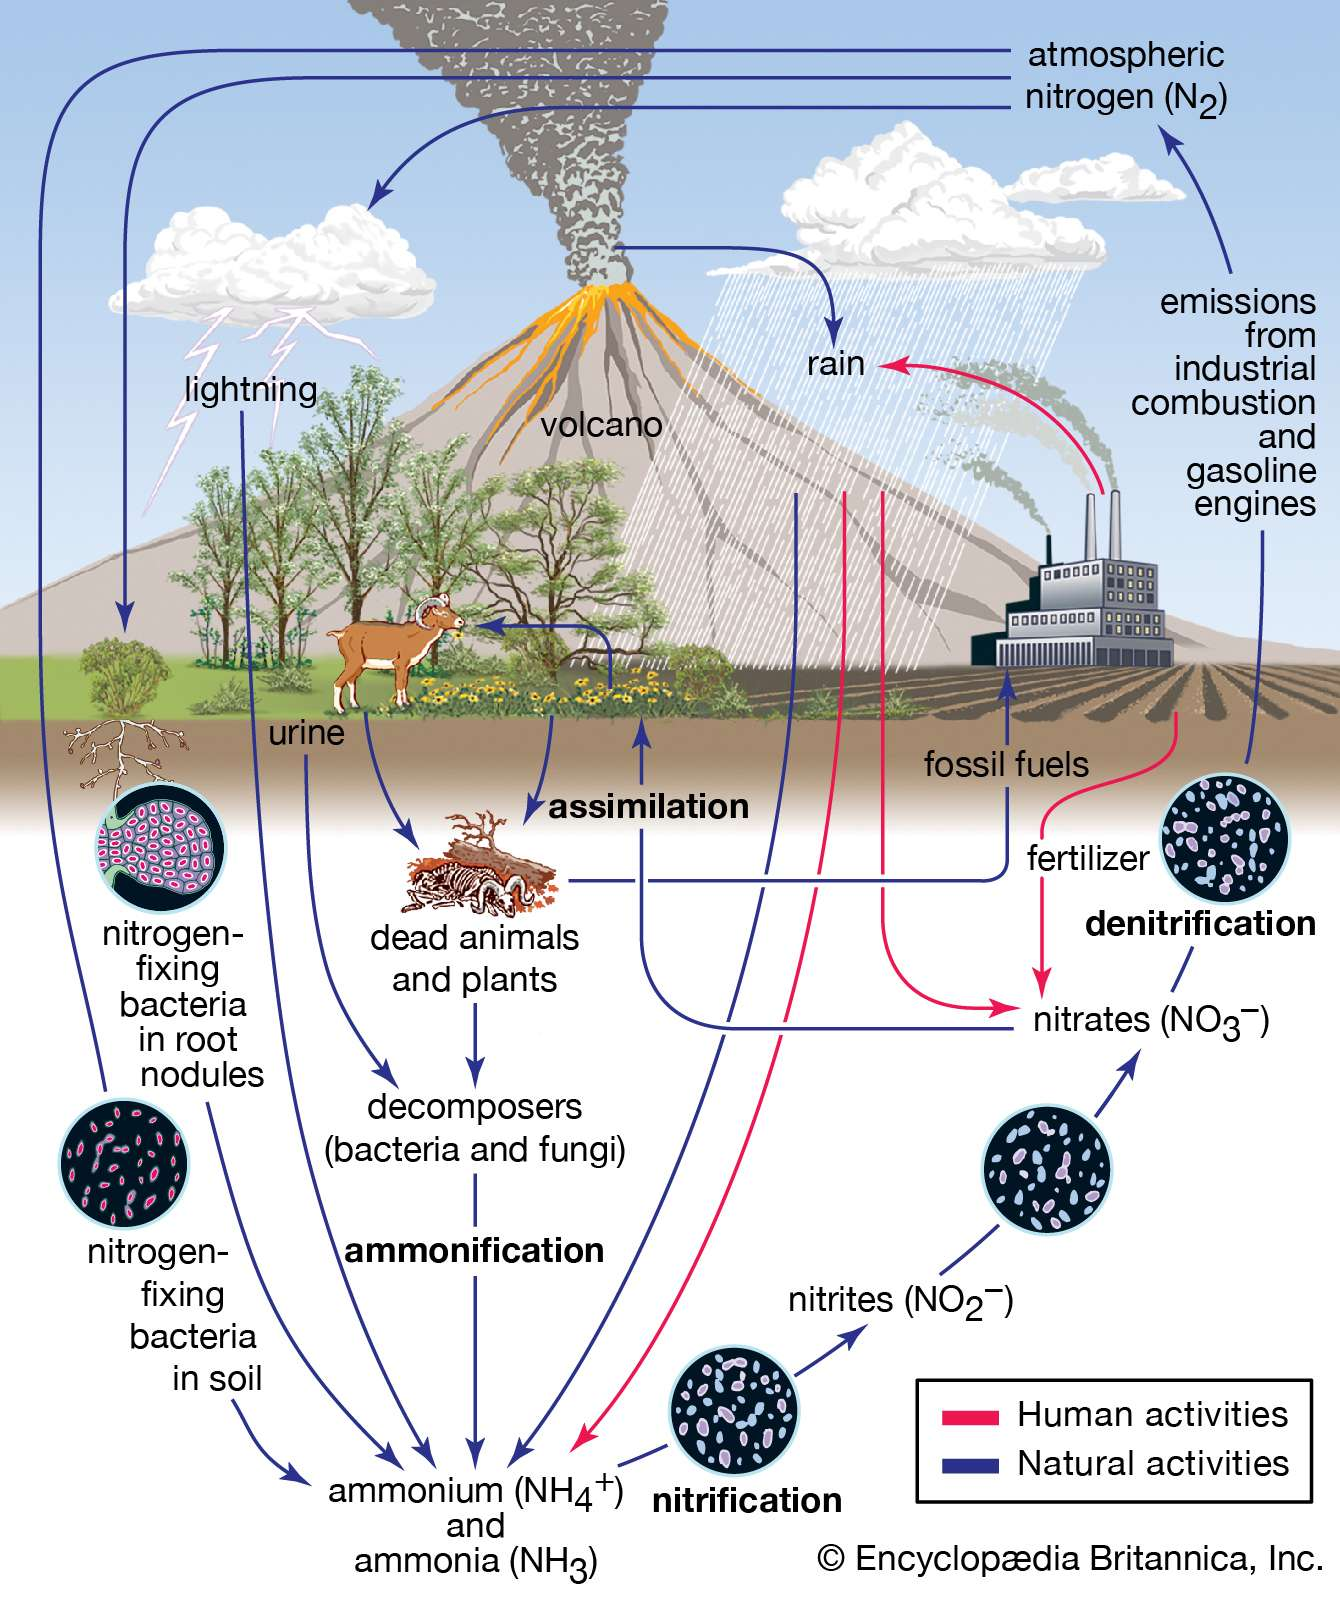 atmospheric
nitrogen (N₂)
emissions
from
industrial
combustion
and
gasoline
engines
rain
lightning
volcano
urine
fossil fuels
assimilation
fertilizer
denitrification
nitrogen-
fixing
bacteria
in root
nodules
dead animals
and plants
nitrates (NO₃⁻)
decomposers
(bacteria and fungi)
ammonification
nitrogen-
fixing
bacteria
in soil
nitrites (NO₂⁻)
ammonium (NH₄⁺)
and
ammonia (NH₃)
nitrification
Human activities
Natural activities
© Encyclopædia Britannica, Inc.